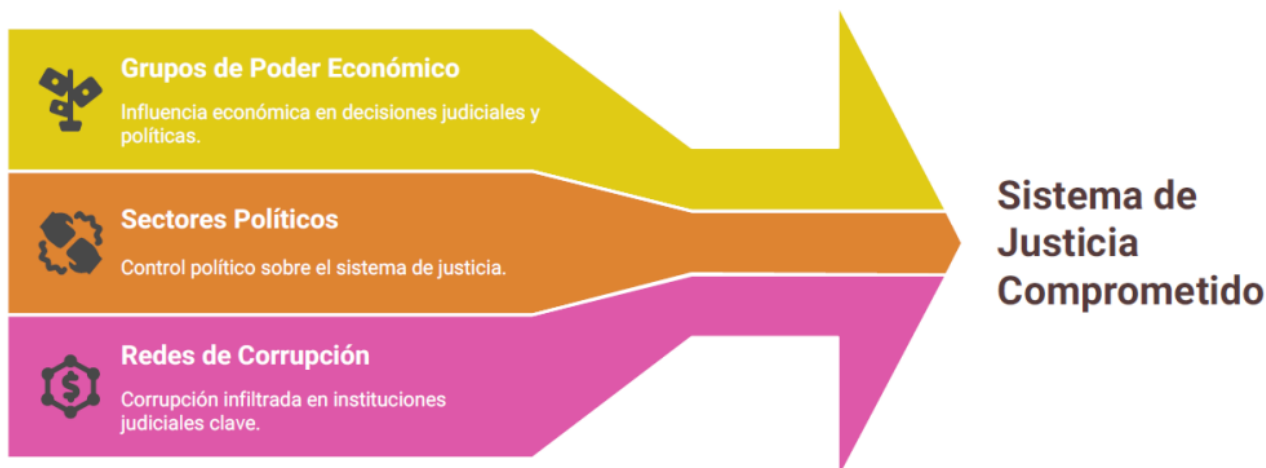 Grupos de Poder Económico
Influencia económica en decisiones judiciales y
políticas.
Sectores Políticos
Control político sobre el sistema de justicia.
Redes de Corrupción
Corrupción infiltrada en instituciones
judiciales clave.
Sistema de
Justicia
Comprometido